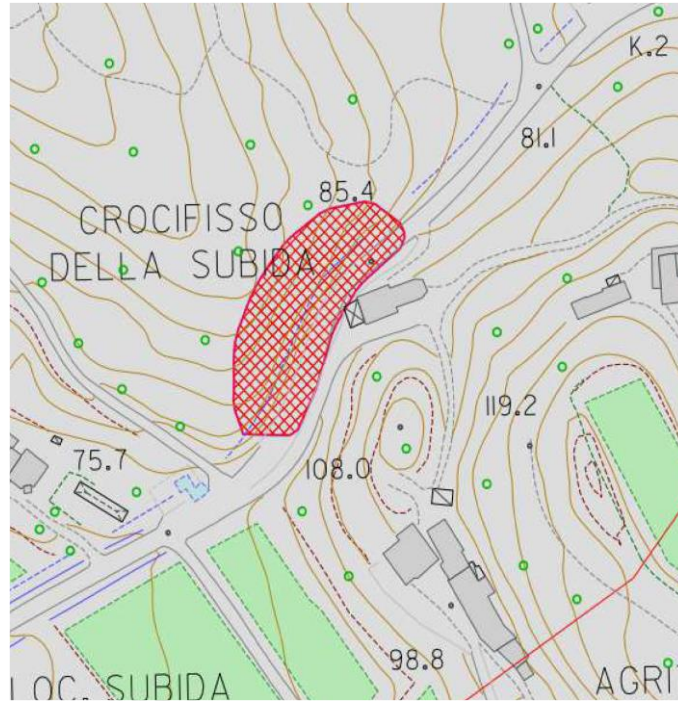 K.2
81.1
85.4
CROCIFISSO
DELLA SUBIDA
119.2
75.7
108.0
98.8
LOC. SUBIDA
AGRI